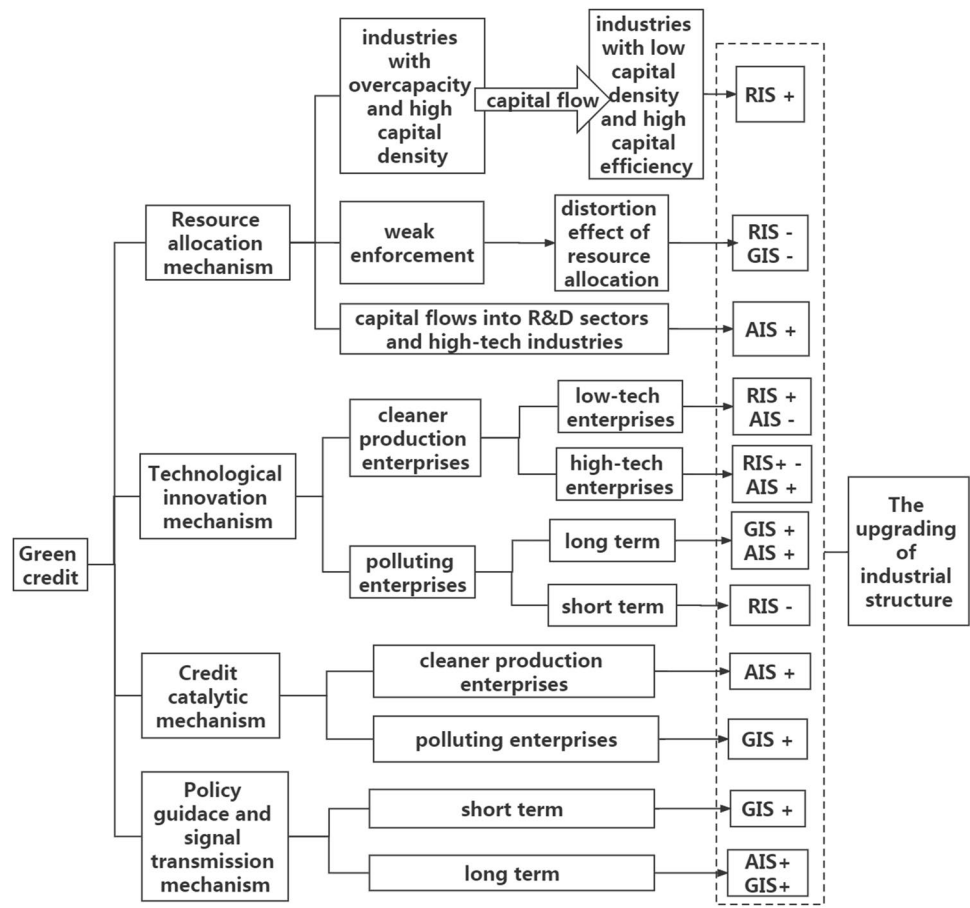 Green
credit
Resource
allocation
mechanism
industries
with
overcapacity
and high
capital
density
capital flow
industries
with low
capital
density
and high
capital
efficiency
RIS +
weak
enforcement
distortion
effect of
resource
allocation
RIS -
GIS -
capital flows into R&D sectors
and high-tech industries
AIS +
Technological
innovation
mechanism
cleaner
production
enterprises
low-tech
enterprises
RIS +
AIS -
high-tech
enterprises
RIS+ -
AIS +
polluting
enterprises
long term
GIS +
AIS +
short term
RIS -
Credit
catalytic
mechanism
cleaner production
enterprises
AIS +
polluting enterprises
GIS +
Policy
guidace and
signal
transmission
mechanism
short term
GIS +
long term
AIS+
GIS+
The
upgrading
of
industrial
structure